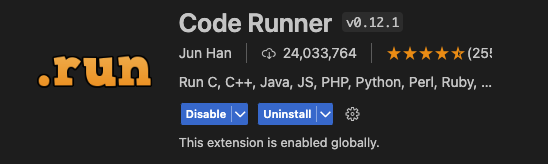 .run
Code Runner v0.12.1
Jun Han 24,033,764 (255
Run C, C++, Java, JS, PHP, Python, Perl, Ruby, ...
Disable Uninstall
This extension is enabled globally.